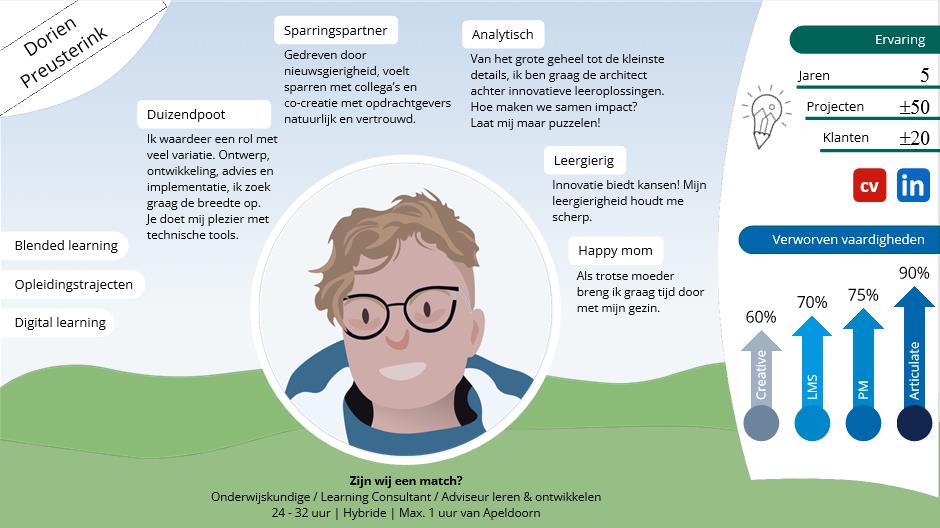 Dorien
Preusterink
Sparringspartner
Gedreven door
nieuwsgierigheid, voelt
sparren met collega's en
co-creatie met opdrachtgevers
natuurlijk en vertrouwd.
Analytisch
Van het grote geheel tot de kleinste
details, ik ben graag de architect
achter innovatieve leeroplossingen.
Hoe maken we samen impact?
Laat mij maar puzzelen!
Duizendpoot
Ik waardeer een rol met
veel variatie. Ontwerp,
ontwikkeling, advies en
implementatie, ik zoek
graag de breedte op.
Je doet mij plezier met
technische tools.
Leergierig
Innovatie biedt kansen! Mijn
leergierigheid houdt me
scherp.
Happy mom
Als trotse moeder
breng ik graag tijd door
met mijn gezin.
Blended learning
Opleidingstrajecten
Digital learning
Ervaring
Jaren 5
Projecten ±50
Klanten ±20
cv in
Verworven vaardigheden
60% 70% 75% 90%
Creative LMS PM Articulate
Zijn wij een match?
Onderwijskundige / Learning Consultant / Adviseur leren & ontwikkelen
24 - 32 uur | Hybride | Max. 1 uur van Apeldoorn